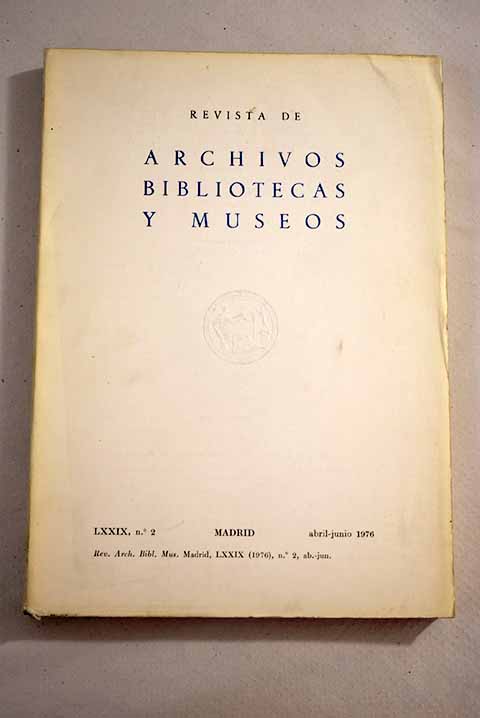 REVISTA DE
ARCHIVOS
BIBLIOTECAS
Y MUSEOS
LXXIX, n.° 2 MADRID abril-junio 1976
Rev. Arch. Bibl. Mus. Madrid, LXXIX (1976), n.° 2, ab.-jun.